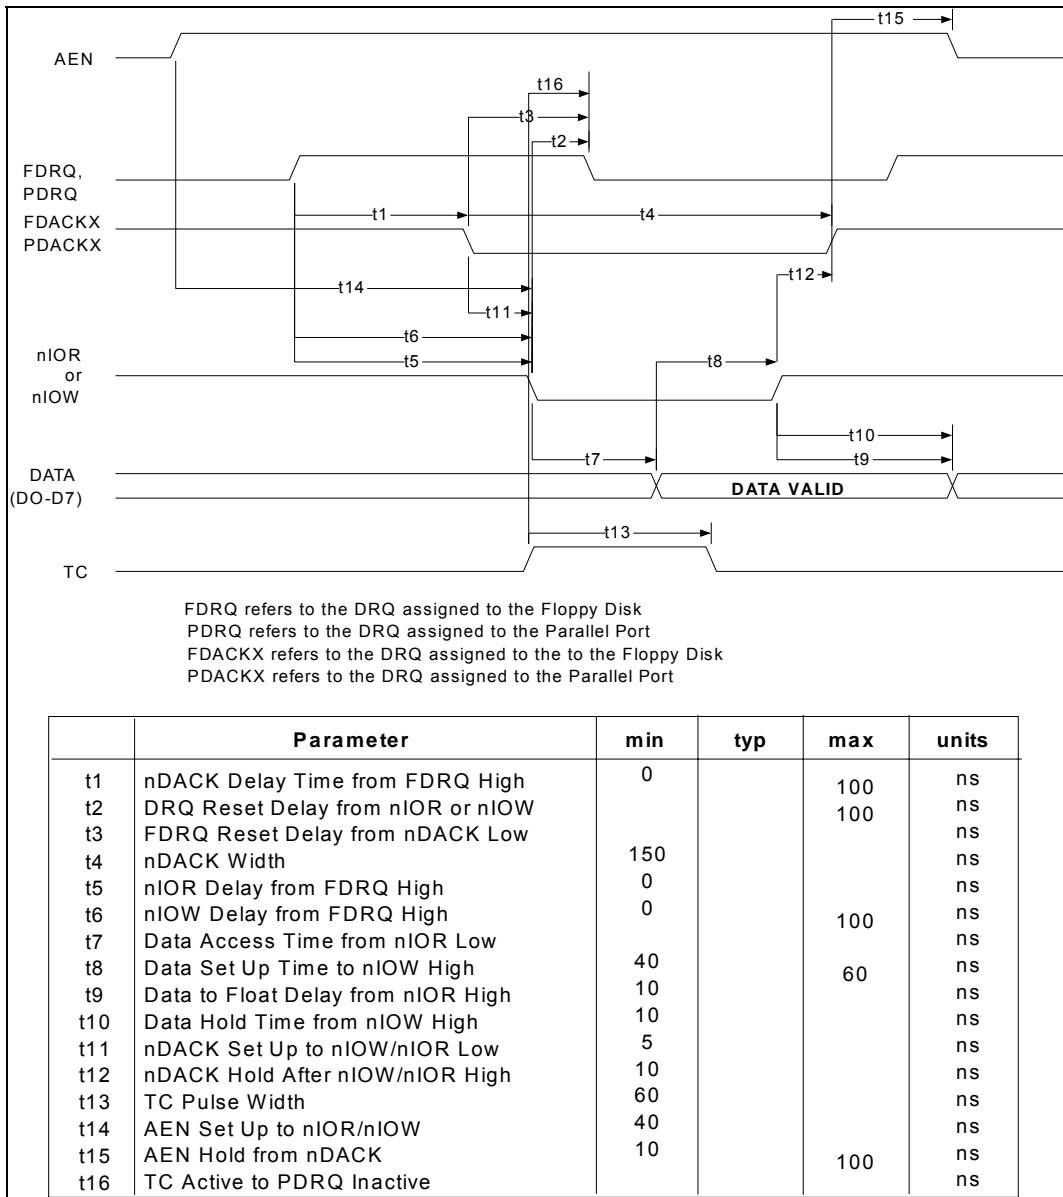 t15
AEN
t16
t3
t2
FDRQ,
PDRQ
t1
t4
FDACKX
PDACKX
t12
t14
t11
t6
t5
nIOR
or
nIOW
t8
t10
t7
t9
DATA
(DO-D7)
DATA VALID
t13
TC
FDRQ refers to the DRQ assigned to the Floppy Disk
PDRQ refers to the DRQ assigned to the Parallel Port
FDACKX refers to the DRQ assigned to the to the Floppy Disk
PDACKX refers to the DRQ assigned to the Parallel Port
Parameter min typ max units
t1 nDACK Delay Time from FDRQ High 0 ns
t2 DRQ Reset Delay from nIOR or nIOW 100 ns
t3 FDRQ Reset Delay from nDACK Low 100 ns
t4 nDACK Width 150 ns
t5 nIOR Delay from FDRQ High 0 ns
t6 nIOW Delay from FDRQ High 0 ns
t7 Data Access Time from nIOR Low 100 ns
t8 Data Set Up Time to nIOW High 40 ns
t9 Data to Float Delay from nIOR High 10 60 ns
t10 Data Hold Time from nIOW High 10 ns
t11 nDACK Set Up to nIOW/nIOR Low 5 ns
t12 nDACK Hold After nIOW/nIOR High 10 ns
t13 TC Pulse Width 60 ns
t14 AEN Set Up to nIOR/nIOW 40 ns
t15 AEN Hold from nDACK 10 ns
t16 TC Active to PDRQ Inactive 100 ns